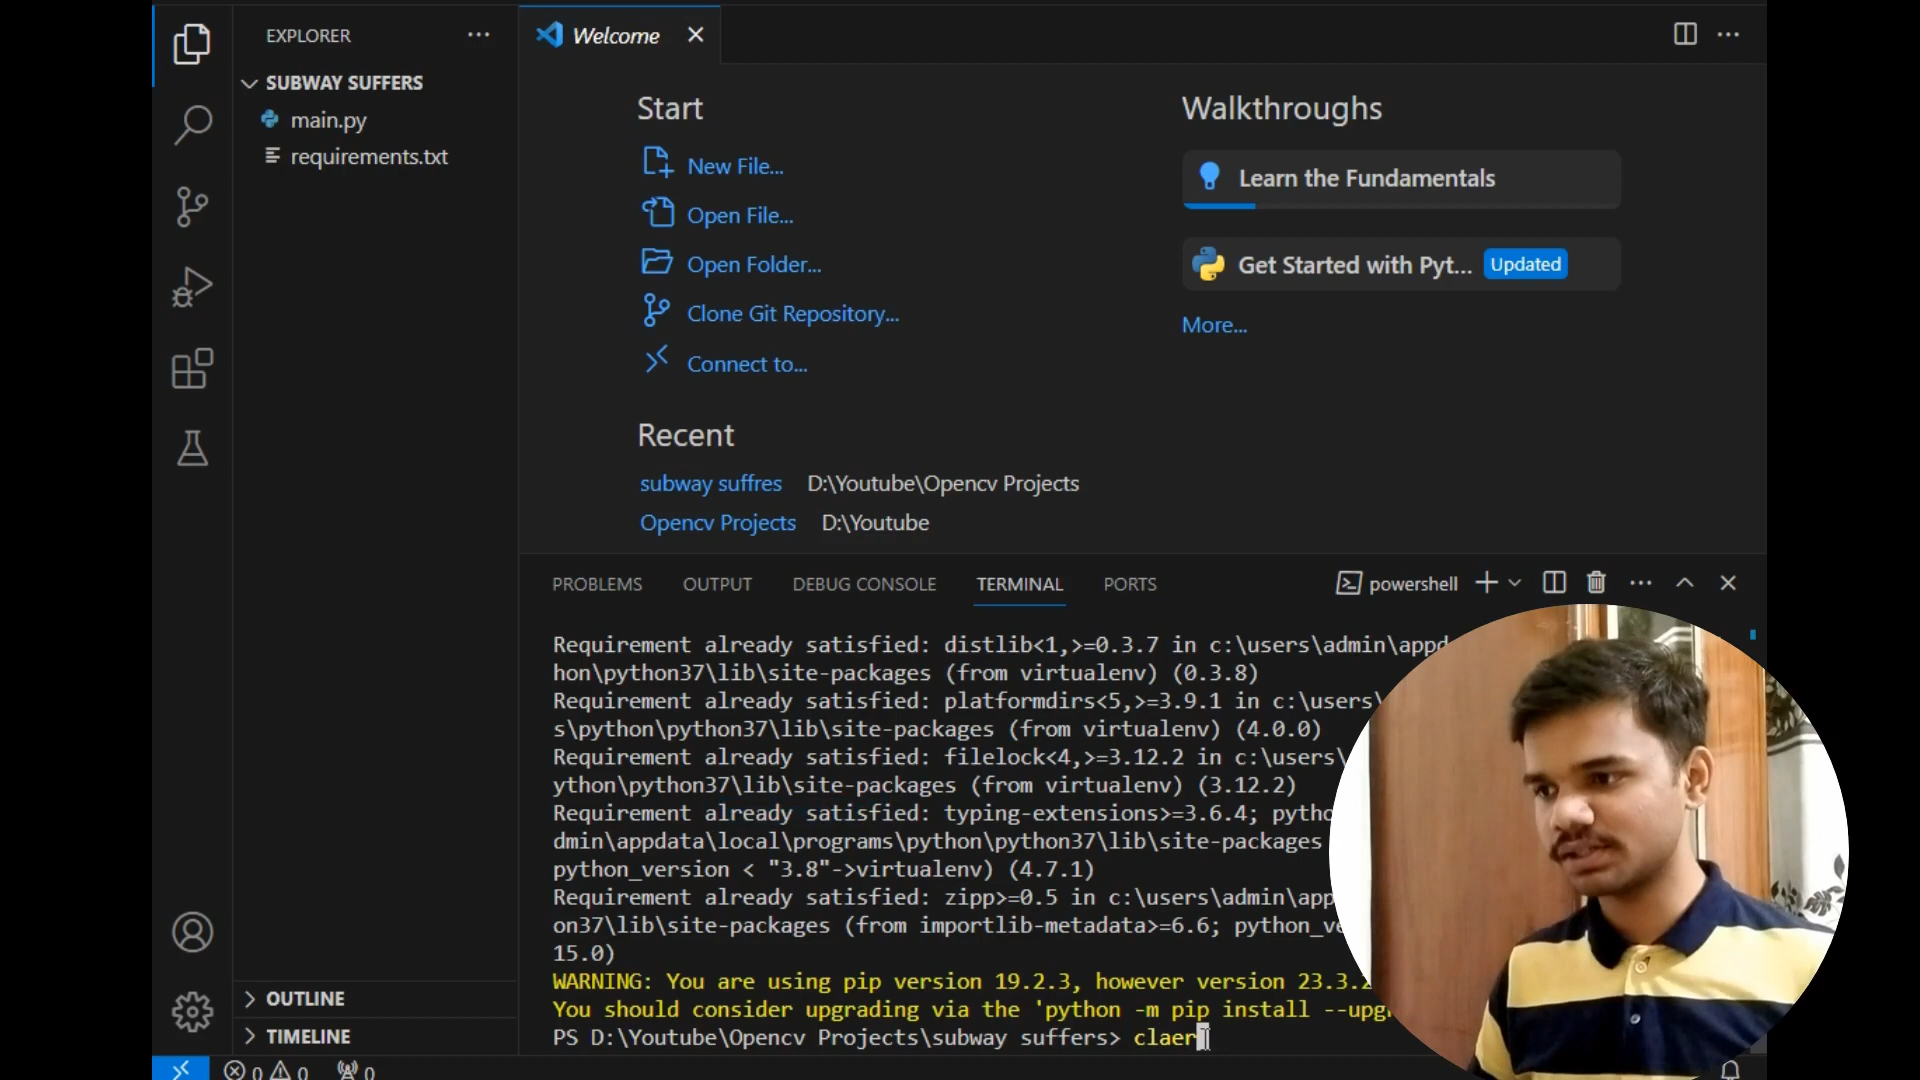 EXPLORER
SUBWAY SUFFERS
main.py
requirements.txt
OUTLINE
TIMELINE
Welcome
Start
New File...
Open File...
Open Folder...
Clone Git Repository...
Connect to...
Recent
subway suffres D:\Youtube\Opencv Projects
Opencv Projects D:\Youtube
Walkthroughs
Learn the Fundamentals
Get Started with Pyt... Updated
More...
PROBLEMS OUTPUT DEBUG CONSOLE TERMINAL PORTS powershell
Requirement already satisfied: distlib<1,>=0.3.7 in c:\users\admin\appd
hon\python37\lib\site-packages (from virtualenv) (0.3.8)
Requirement already satisfied: platformdirs<5,>=3.9.1 in c:\users\
s\python\python37\lib\site-packages (from virtualenv) (4.0.0)
Requirement already satisfied: filelock<4,>=3.12.2 in c:\users\
ython\python37\lib\site-packages (from virtualenv) (3.12.2)
Requirement already satisfied: typing-extensions>=3.6.4; pytho
dmin\appdata\local\programs\python\python37\lib\site-packages
python_version < "3.8"->virtualenv) (4.7.1)
Requirement already satisfied: zipp>=0.5 in c:\users\admin\app
on37\lib\site-packages (from importlib-metadata>=6.6; python_ve
15.0)
WARNING: You are using pip version 19.2.3, however version 23.3.2
You should consider upgrading via the 'python -m pip install --upg
PS D:\Youtube\Opencv Projects\subway suffers> claer
0 0 0